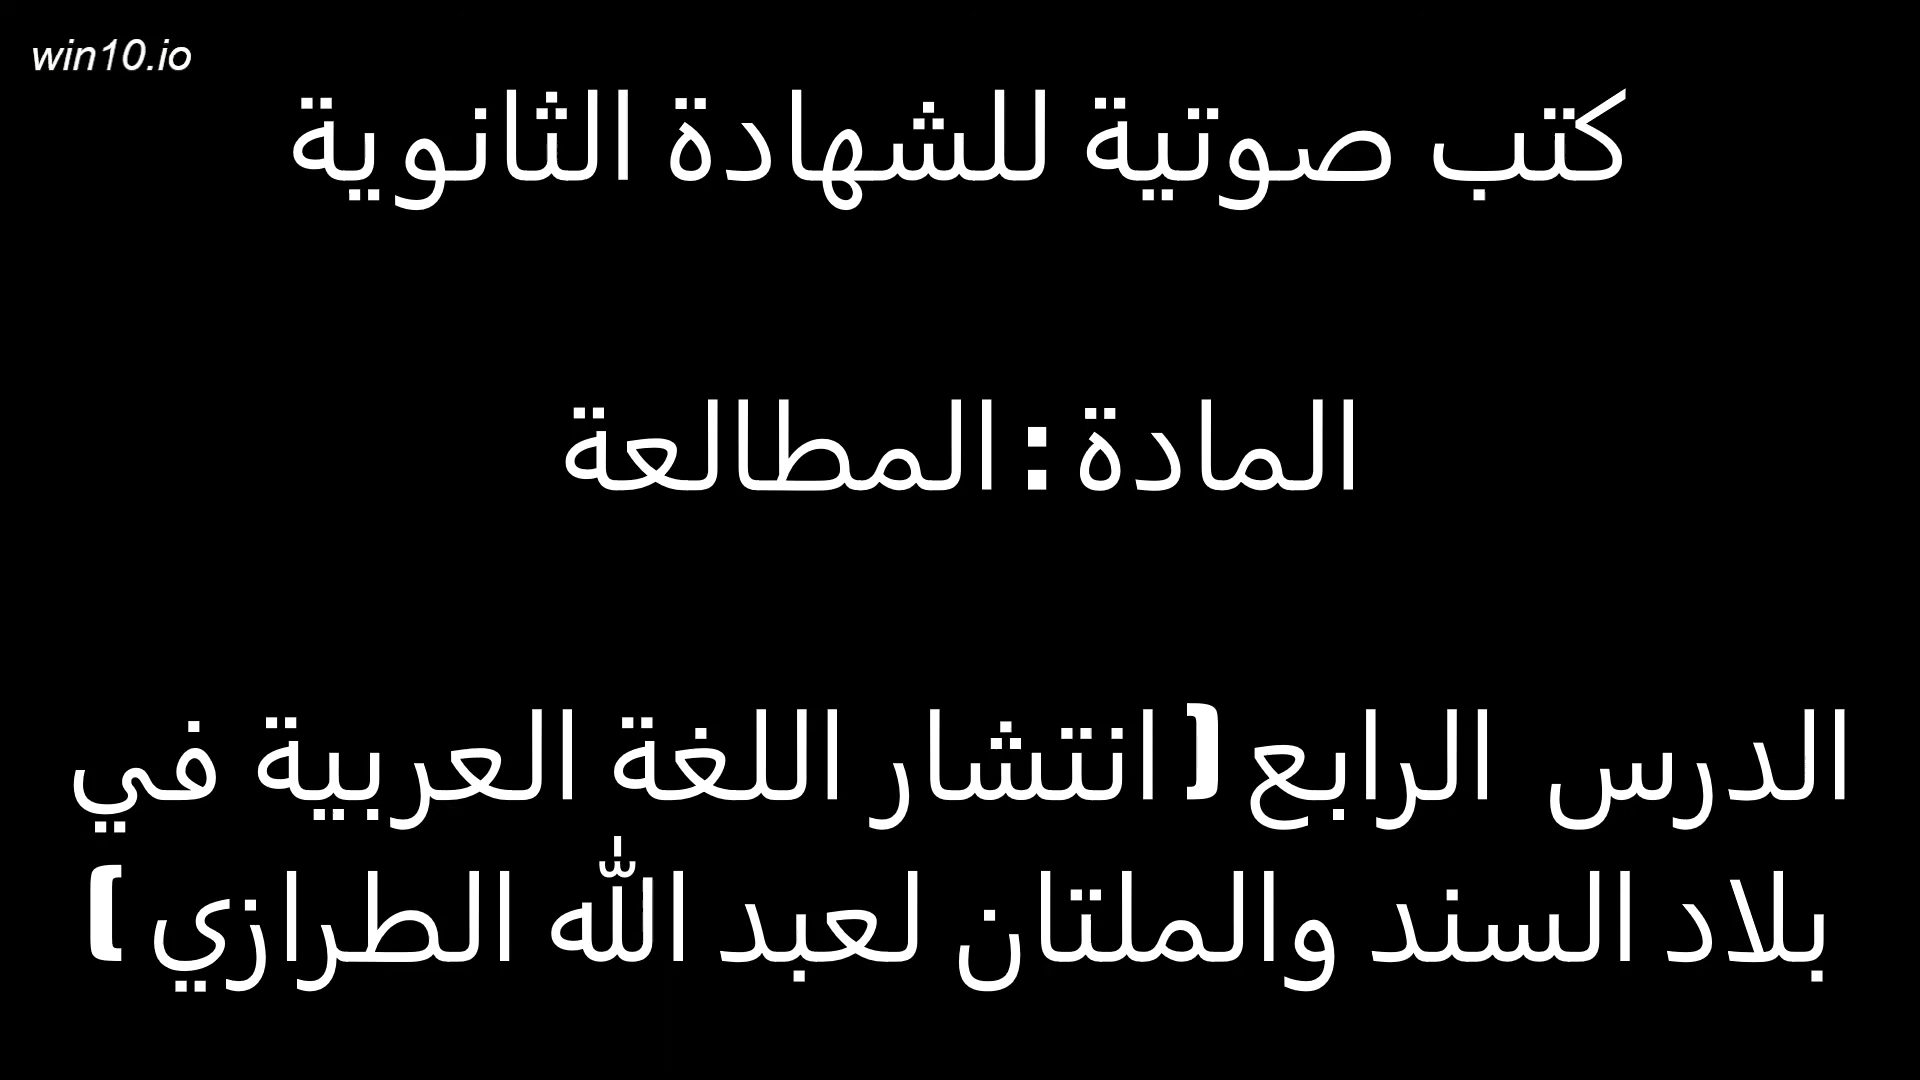 win10.io
كتب صوتية للشهادة الثانوية
المادة : المطالعة
الدرس الرابع ( انتشار اللغة العربية في
بلاد السند والملتان لعبد الله الطرازي )